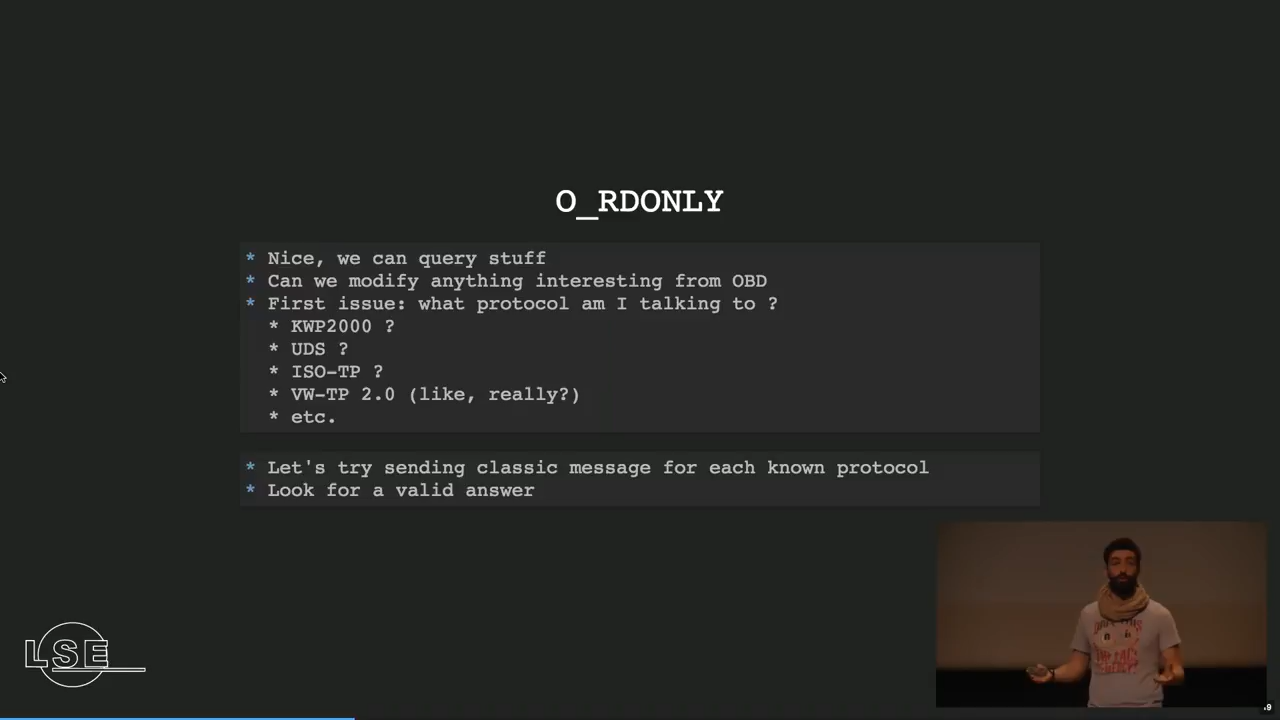 O_RDONLY
* Nice, we can query stuff
* Can we modify anything interesting from OBD
* First issue: what protocol am I talking to ?
* KWP2000 ?
* UDS ?
* ISO-TP ?
* VW-TP 2.0 (like, really?)
* etc.
* Let's try sending classic message for each known protocol
* Look for a valid answer
LSE